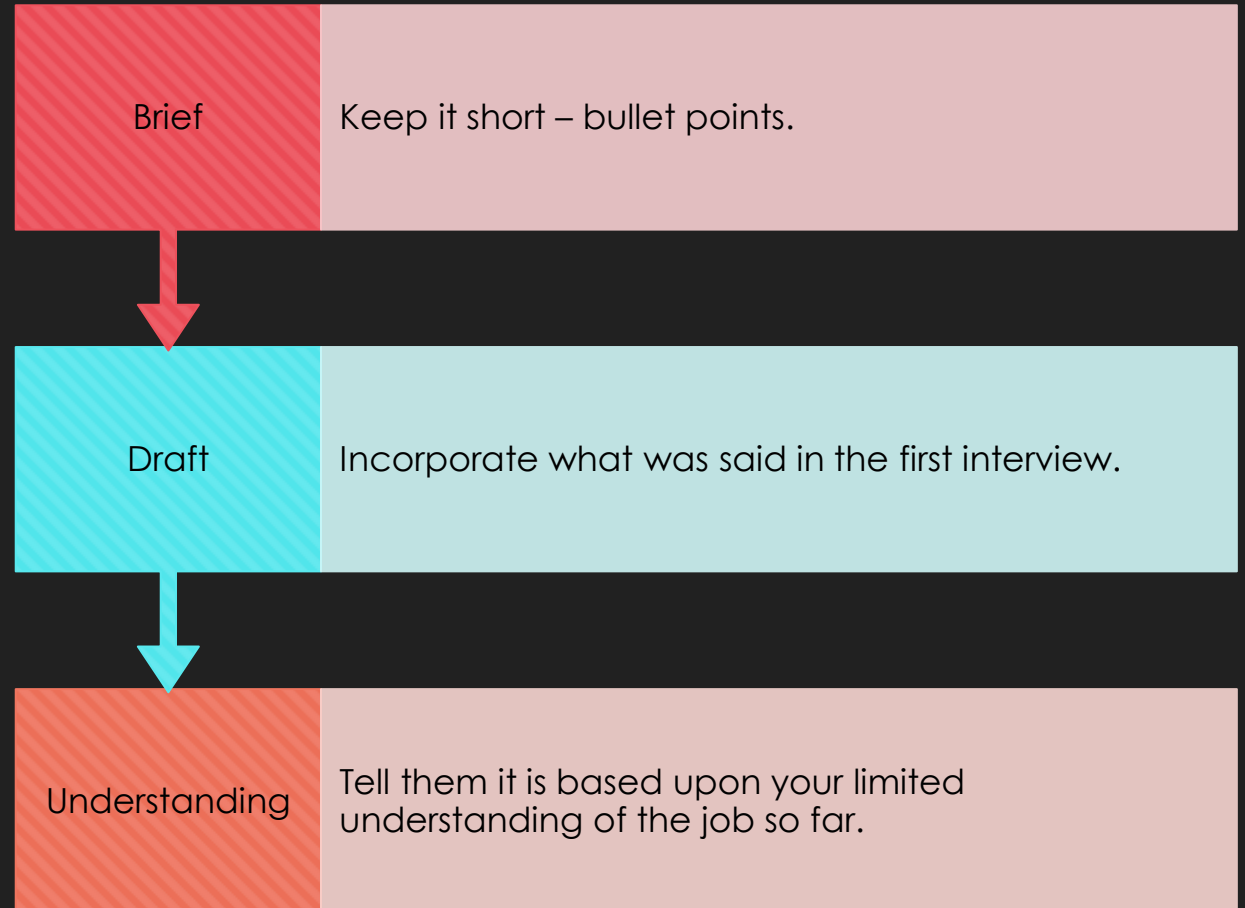 Brief
Keep it short – bullet points.
Draft
Incorporate what was said in the first interview.
Understanding
Tell them it is based upon your limited
understanding of the job so far.